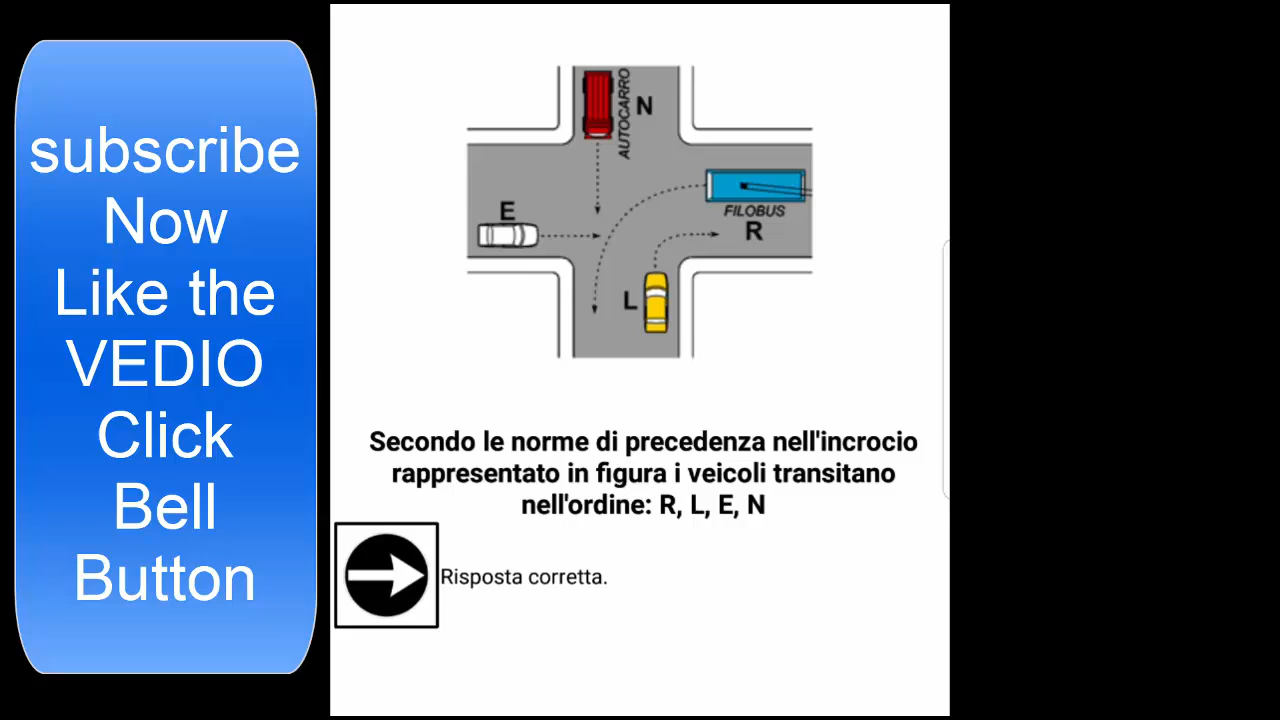 subscribe
Now
Like the
VEDIO
Click
Bell
Button
AUTOCARRO
N
E
FILOBUS
R
L
Secondo le norme di precedenza nell'incrocio
rappresentato in figura i veicoli transitano
nell'ordine: R, L, E, N
Risposta corretta.